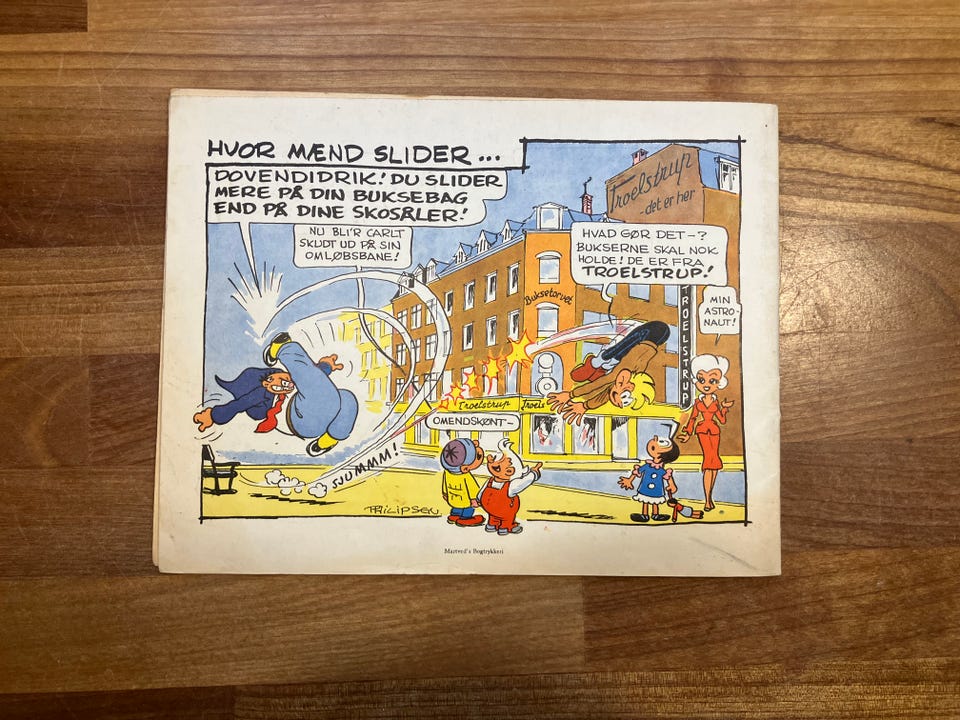 HVOR MÆND SLIDER...
DOVENDIDRIK! DU SLIDER
MERE PÅ DIN BUKSEBAG
END PÅ DINE SKOSÅLER!
NU BLI'R CARLT
SKUDT UD PÅ SIN
OMLØBSBANE!
Troelstrup
-det er her
HVAD GØR DET-?
BUKSERNE SKAL NOK
HOLDE! DE ER FRA
TROELSTRUP!
MIN
ASTRO-
NAUT!
Buksetorvet
TROELSTRUP
Troelstrup
Troels
OMENDSKØNT-
SJUMMM!
PHILIPSEN.
Martved's Bogtrykkeri